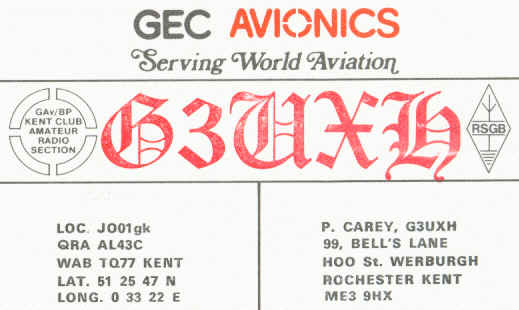 GEC AVIONICS
Serving World Aviation
GAv/BP
KENT CLUB
AMATEUR
RADIO
SECTION
G3UXH
RSGB
LOC. JO01gk
QRA AL43C
WAB TQ77 KENT
LAT. 51 25 47 N
LONG. 0 33 22 E
P. CAREY, G3UXH
99, BELL'S LANE
HOO St. WERBURGH
ROCHESTER KENT
ME3 9HX